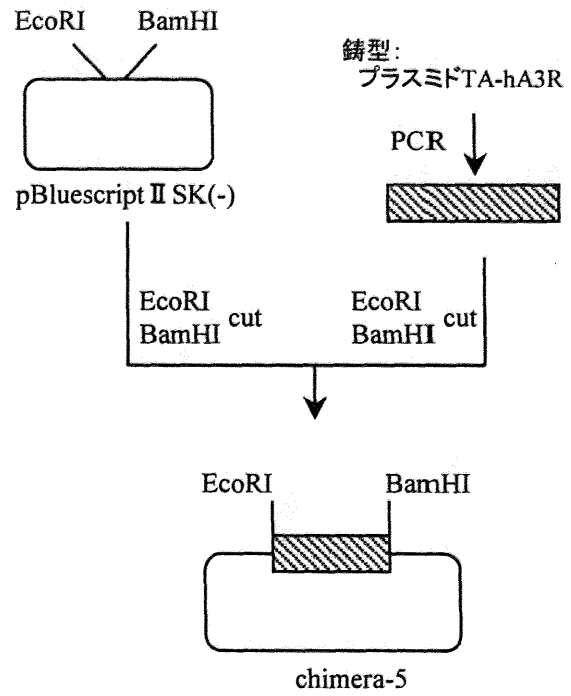 EcoRI BamHI
pBluescript Ⅱ SK(-)
鋳型:
プラスミドTA-hA3R
PCR
EcoRI
BamHI cut
EcoRI
BamHI cut
EcoRI BamHI
chimera-5